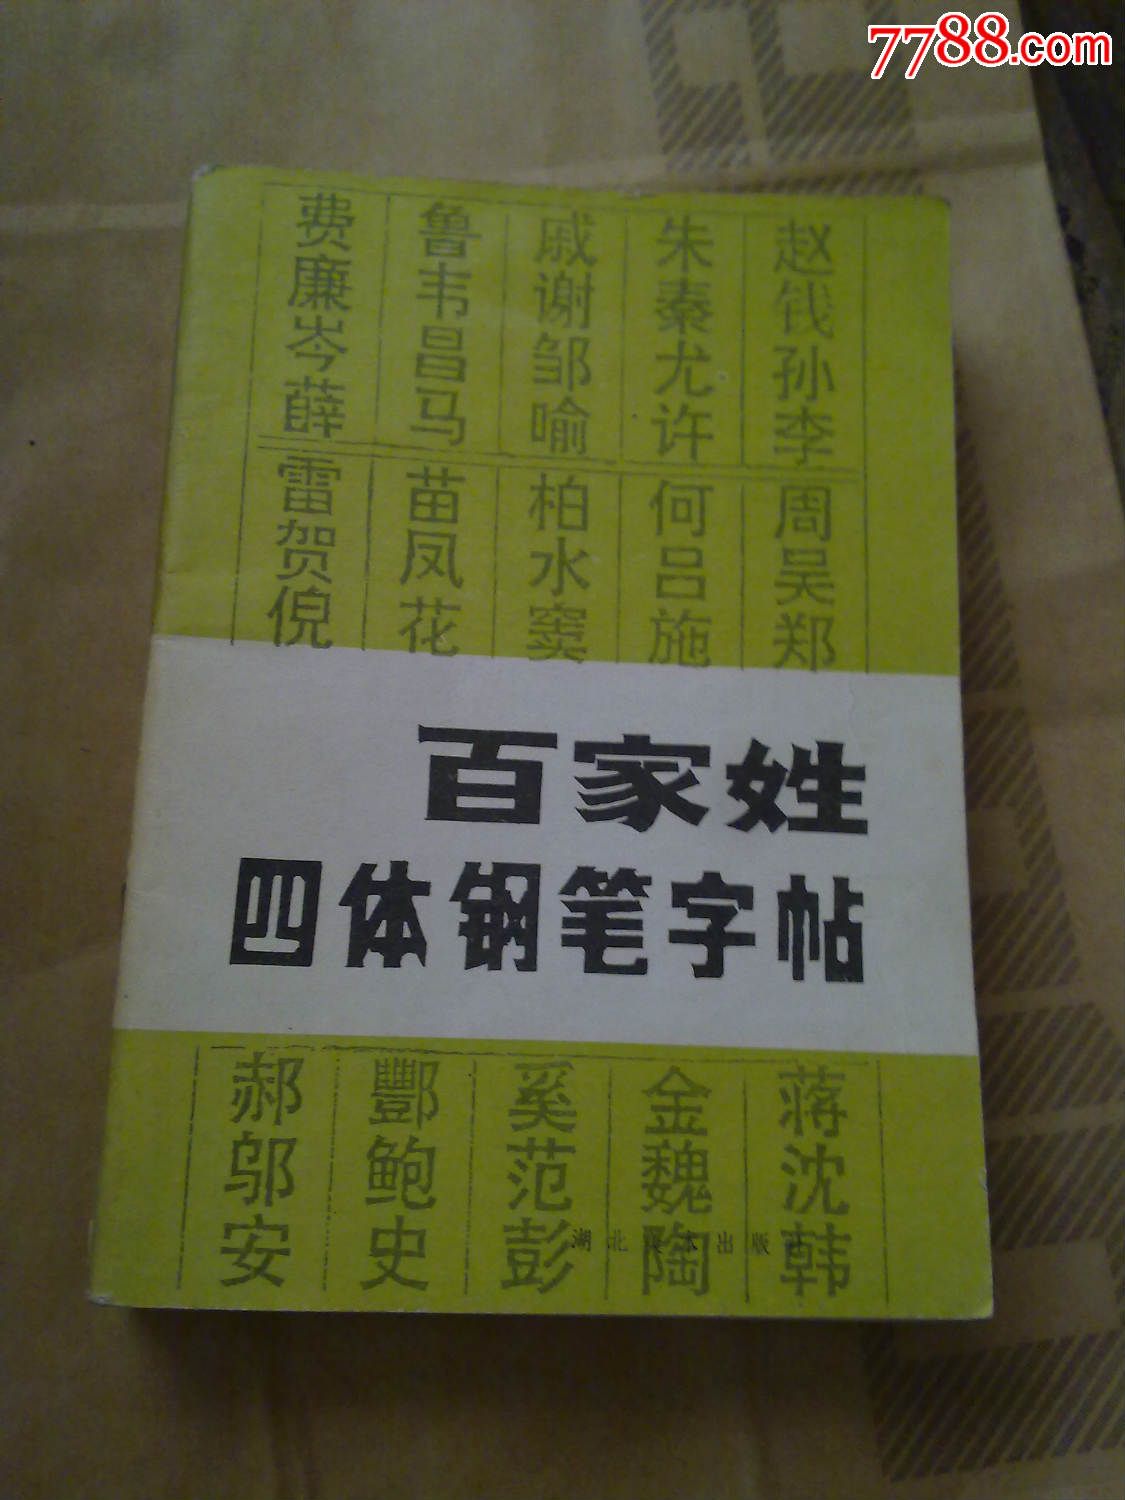 7788.com
赵钱孙李
朱秦尤许
戚谢邹喻
鲁韦昌马
费廉岑薛
周吴郑
何吕施
柏水窦
苗凤花
雷贺倪
百家姓
四体钢笔字帖
蒋沈韩
金魏陶
奚范彭
酆鲍史
郝邬安
湖北 出版